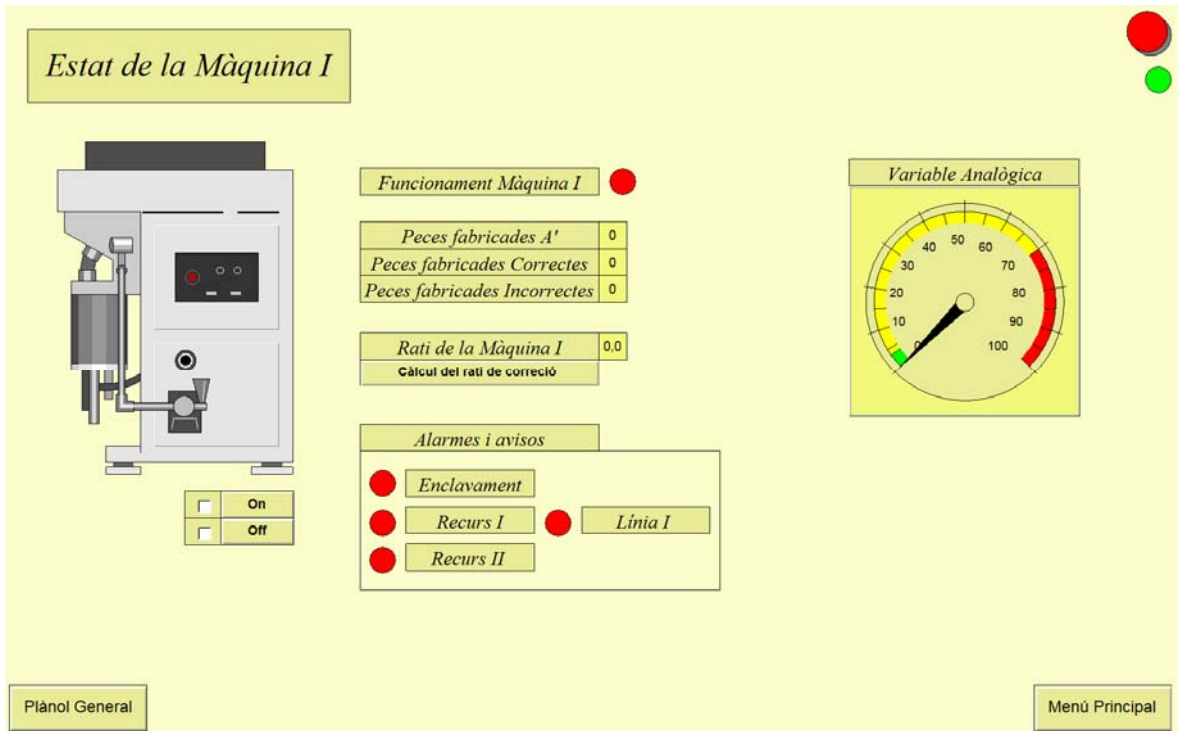 Estat de la Màquina I
Funcionament Màquina I
Peces fabricades A' 0
Peces fabricades Correctes 0
Peces fabricades Incorrectes 0
Rati de la Màquina I 0,0
Càlcul del rati de correció
Alarmes i avisos
Enclavament
Recurs I
Línia I
Recurs II
On
Off
Variable Analògica
0
10
20
30
40
50
60
70
80
90
100
Plànol General
Menú Principal